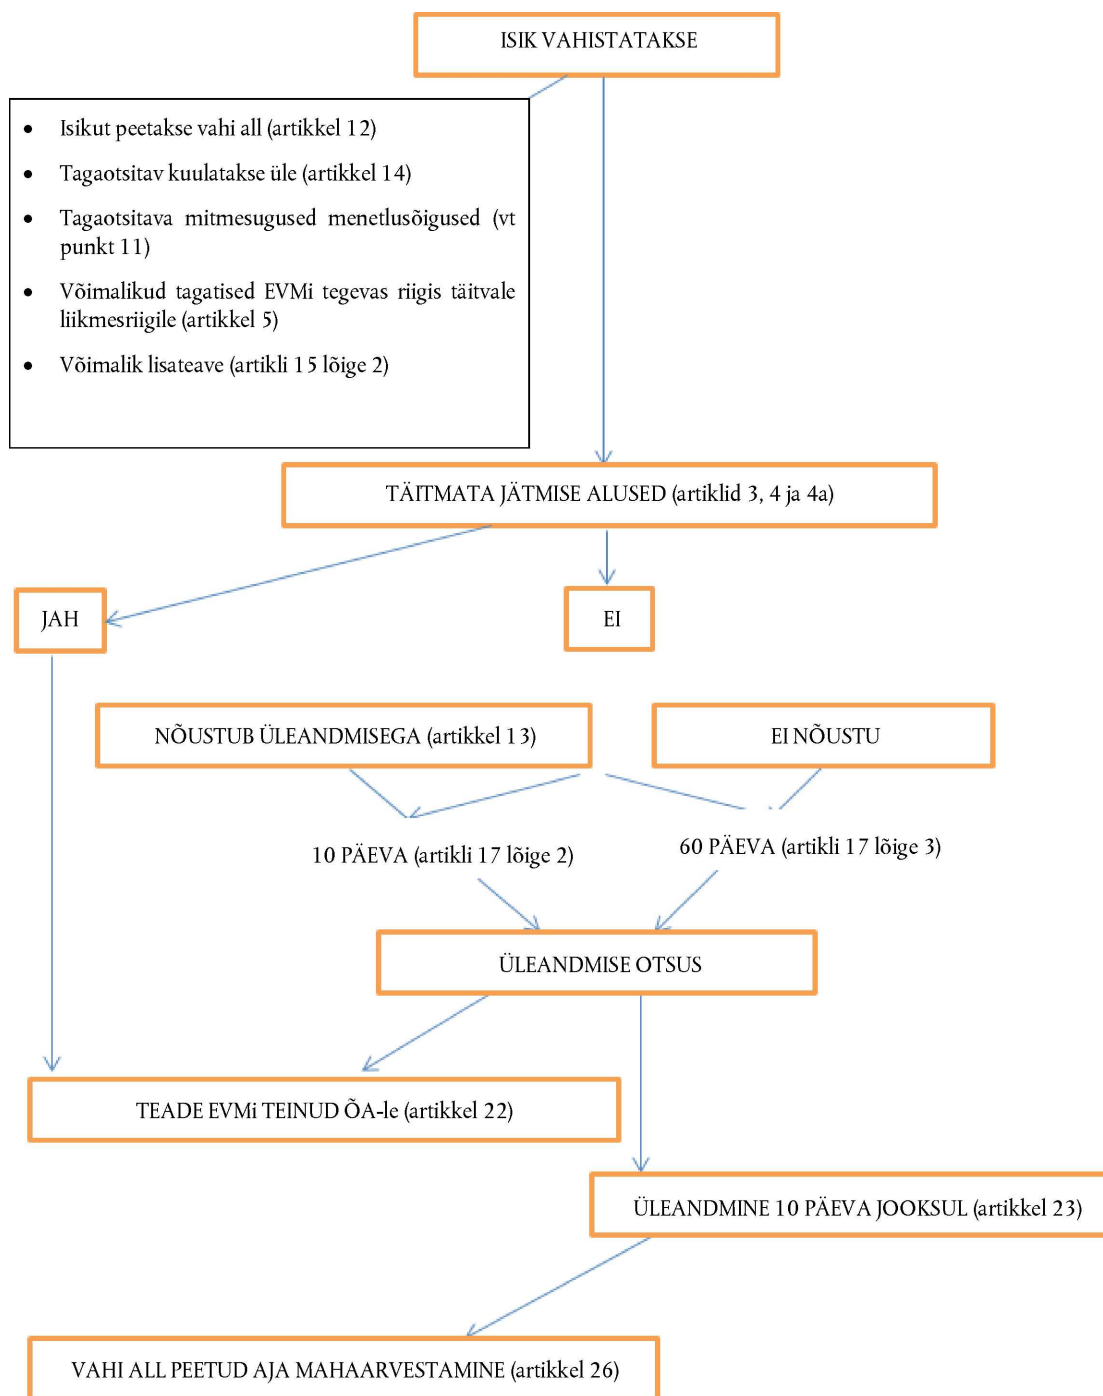 ISIK VAHISTATAKSE
• Isikut peetakse vahi all (artikkel 12)
• Tagaotsitav kuulatakse üle (artikkel 14)
• Tagaotsitava mitmesugused menetlusõigused (vt
punkt 11)
• Võimalikud tagatised EVMi tegevas riigis täitvale
liikmesriigile (artikkel 5)
• Võimalik lisateave (artikli 15 lõige 2)
TÄITMATA JÄTMISE ALUSED (artiklid 3, 4 ja 4a)
JAH
EI
NÕUSTUB ÜLEANDMISEGA (artikkel 13)
EI NÕUSTU
10 PÄEVA (artikli 17 lõige 2)
60 PÄEVA (artikli 17 lõige 3)
ÜLEANDMISE OTSUS
TEADE EVMi TEINUD ÕA-le (artikkel 22)
ÜLEANDMINE 10 PÄEVA JOOKSUL (artikkel 23)
VAHI ALL PEETUD AJA MAHAARVESTAMINE (artikkel 26)